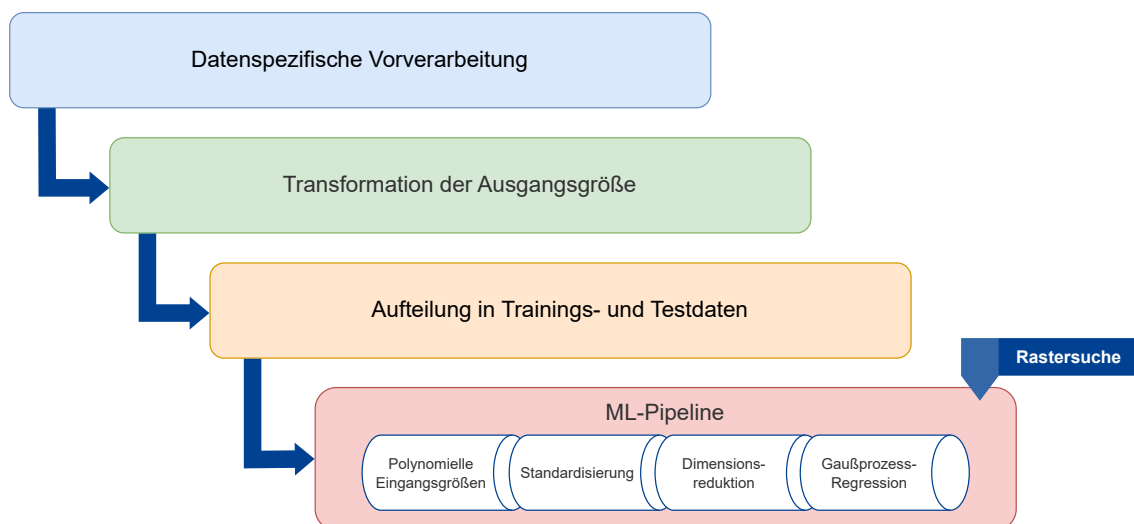 Datenspezifische Vorverarbeitung
Transformation der Ausgangsgröße
Aufteilung in Trainings- und Testdaten
Rastersuche
ML-Pipeline
Polynomielle
Eingangsgrößen
Standardisierung
Dimensions-
reduktion
Gaußprozess-
Regression